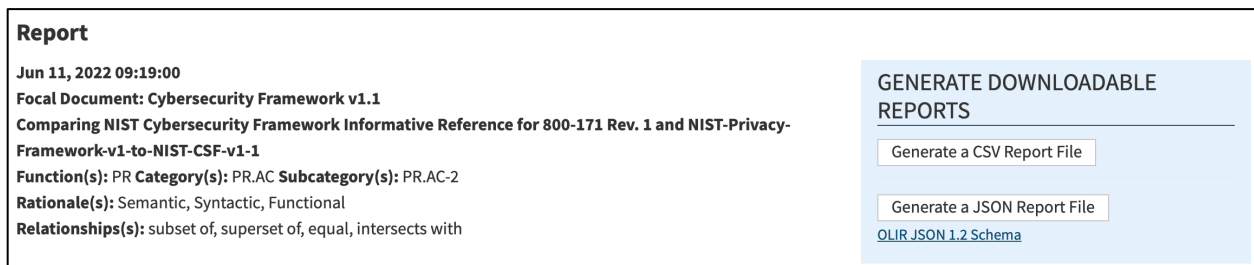 Report
Jun 11, 2022 09:19:00
Focal Document: Cybersecurity Framework v1.1
Comparing NIST Cybersecurity Framework Informative Reference for 800-171 Rev. 1 and NIST-Privacy-
Framework-v1-to-NIST-CSF-v1-1
Function(s): PR Category(s): PR.AC Subcategory(s): PR.AC-2
Rationale(s): Semantic, Syntactic, Functional
Relationships(s): subset of, superset of, equal, intersects with
GENERATE DOWNLOADABLE
REPORTS
Generate a CSV Report File
Generate a JSON Report File
OLIR JSON 1.2 Schema